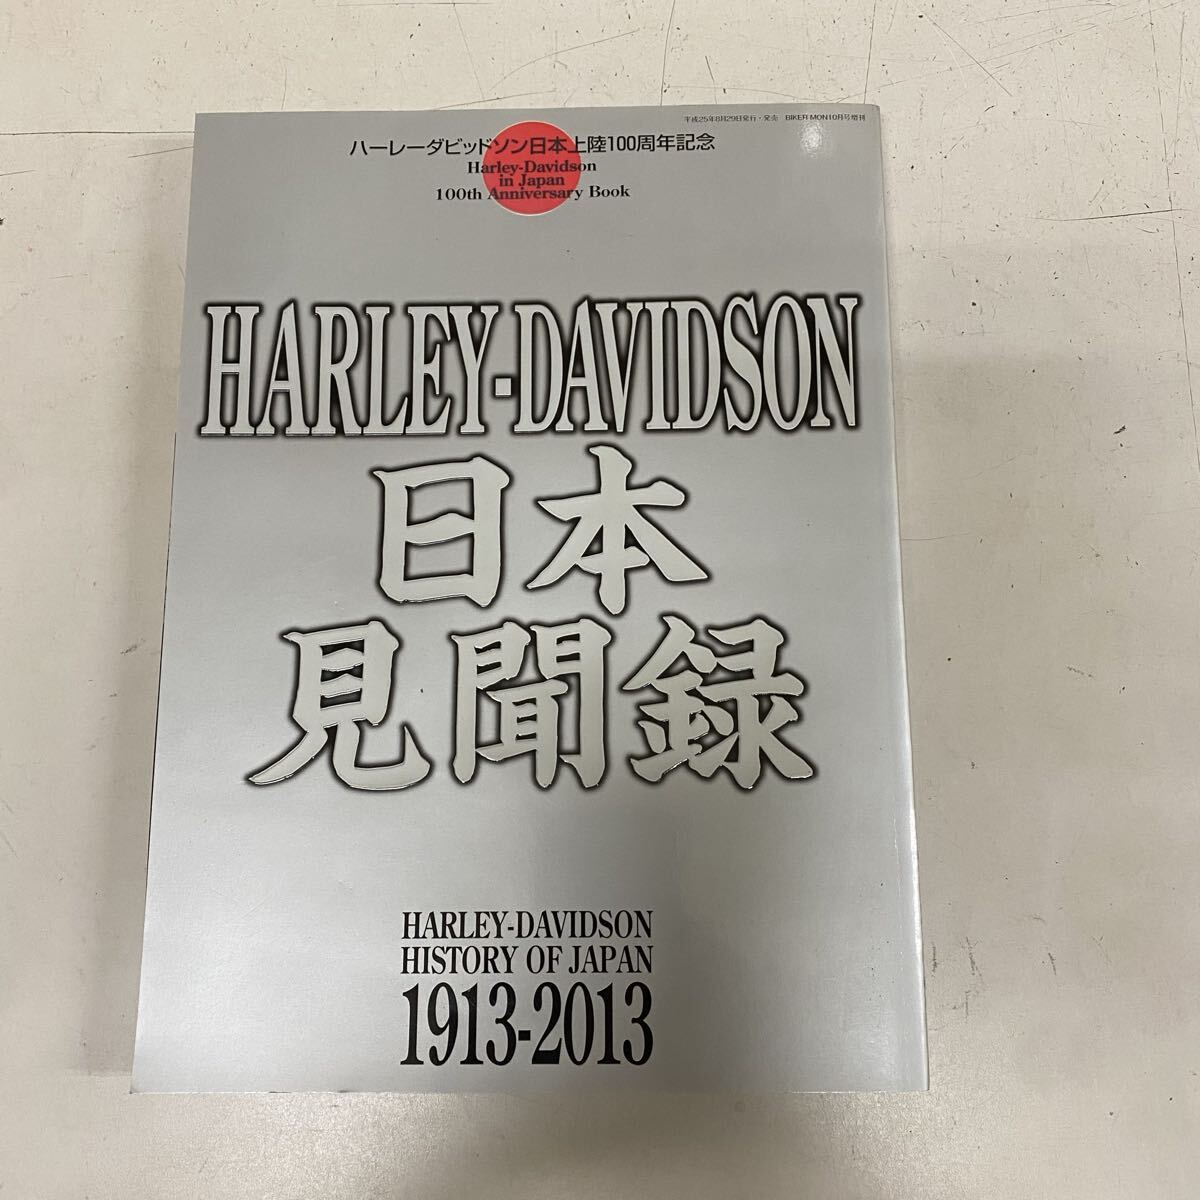 平成25年8月29日発行・発売 BIKER MON10月号増刊
ハーレーダビッドソン日本上陸100周年記念
Harley-Davidson
in Japan
100th Anniversary Book
HARLEY-DAVIDSON
日本
見聞録
HARLEY-DAVIDSON
HISTORY OF JAPAN
1913-2013